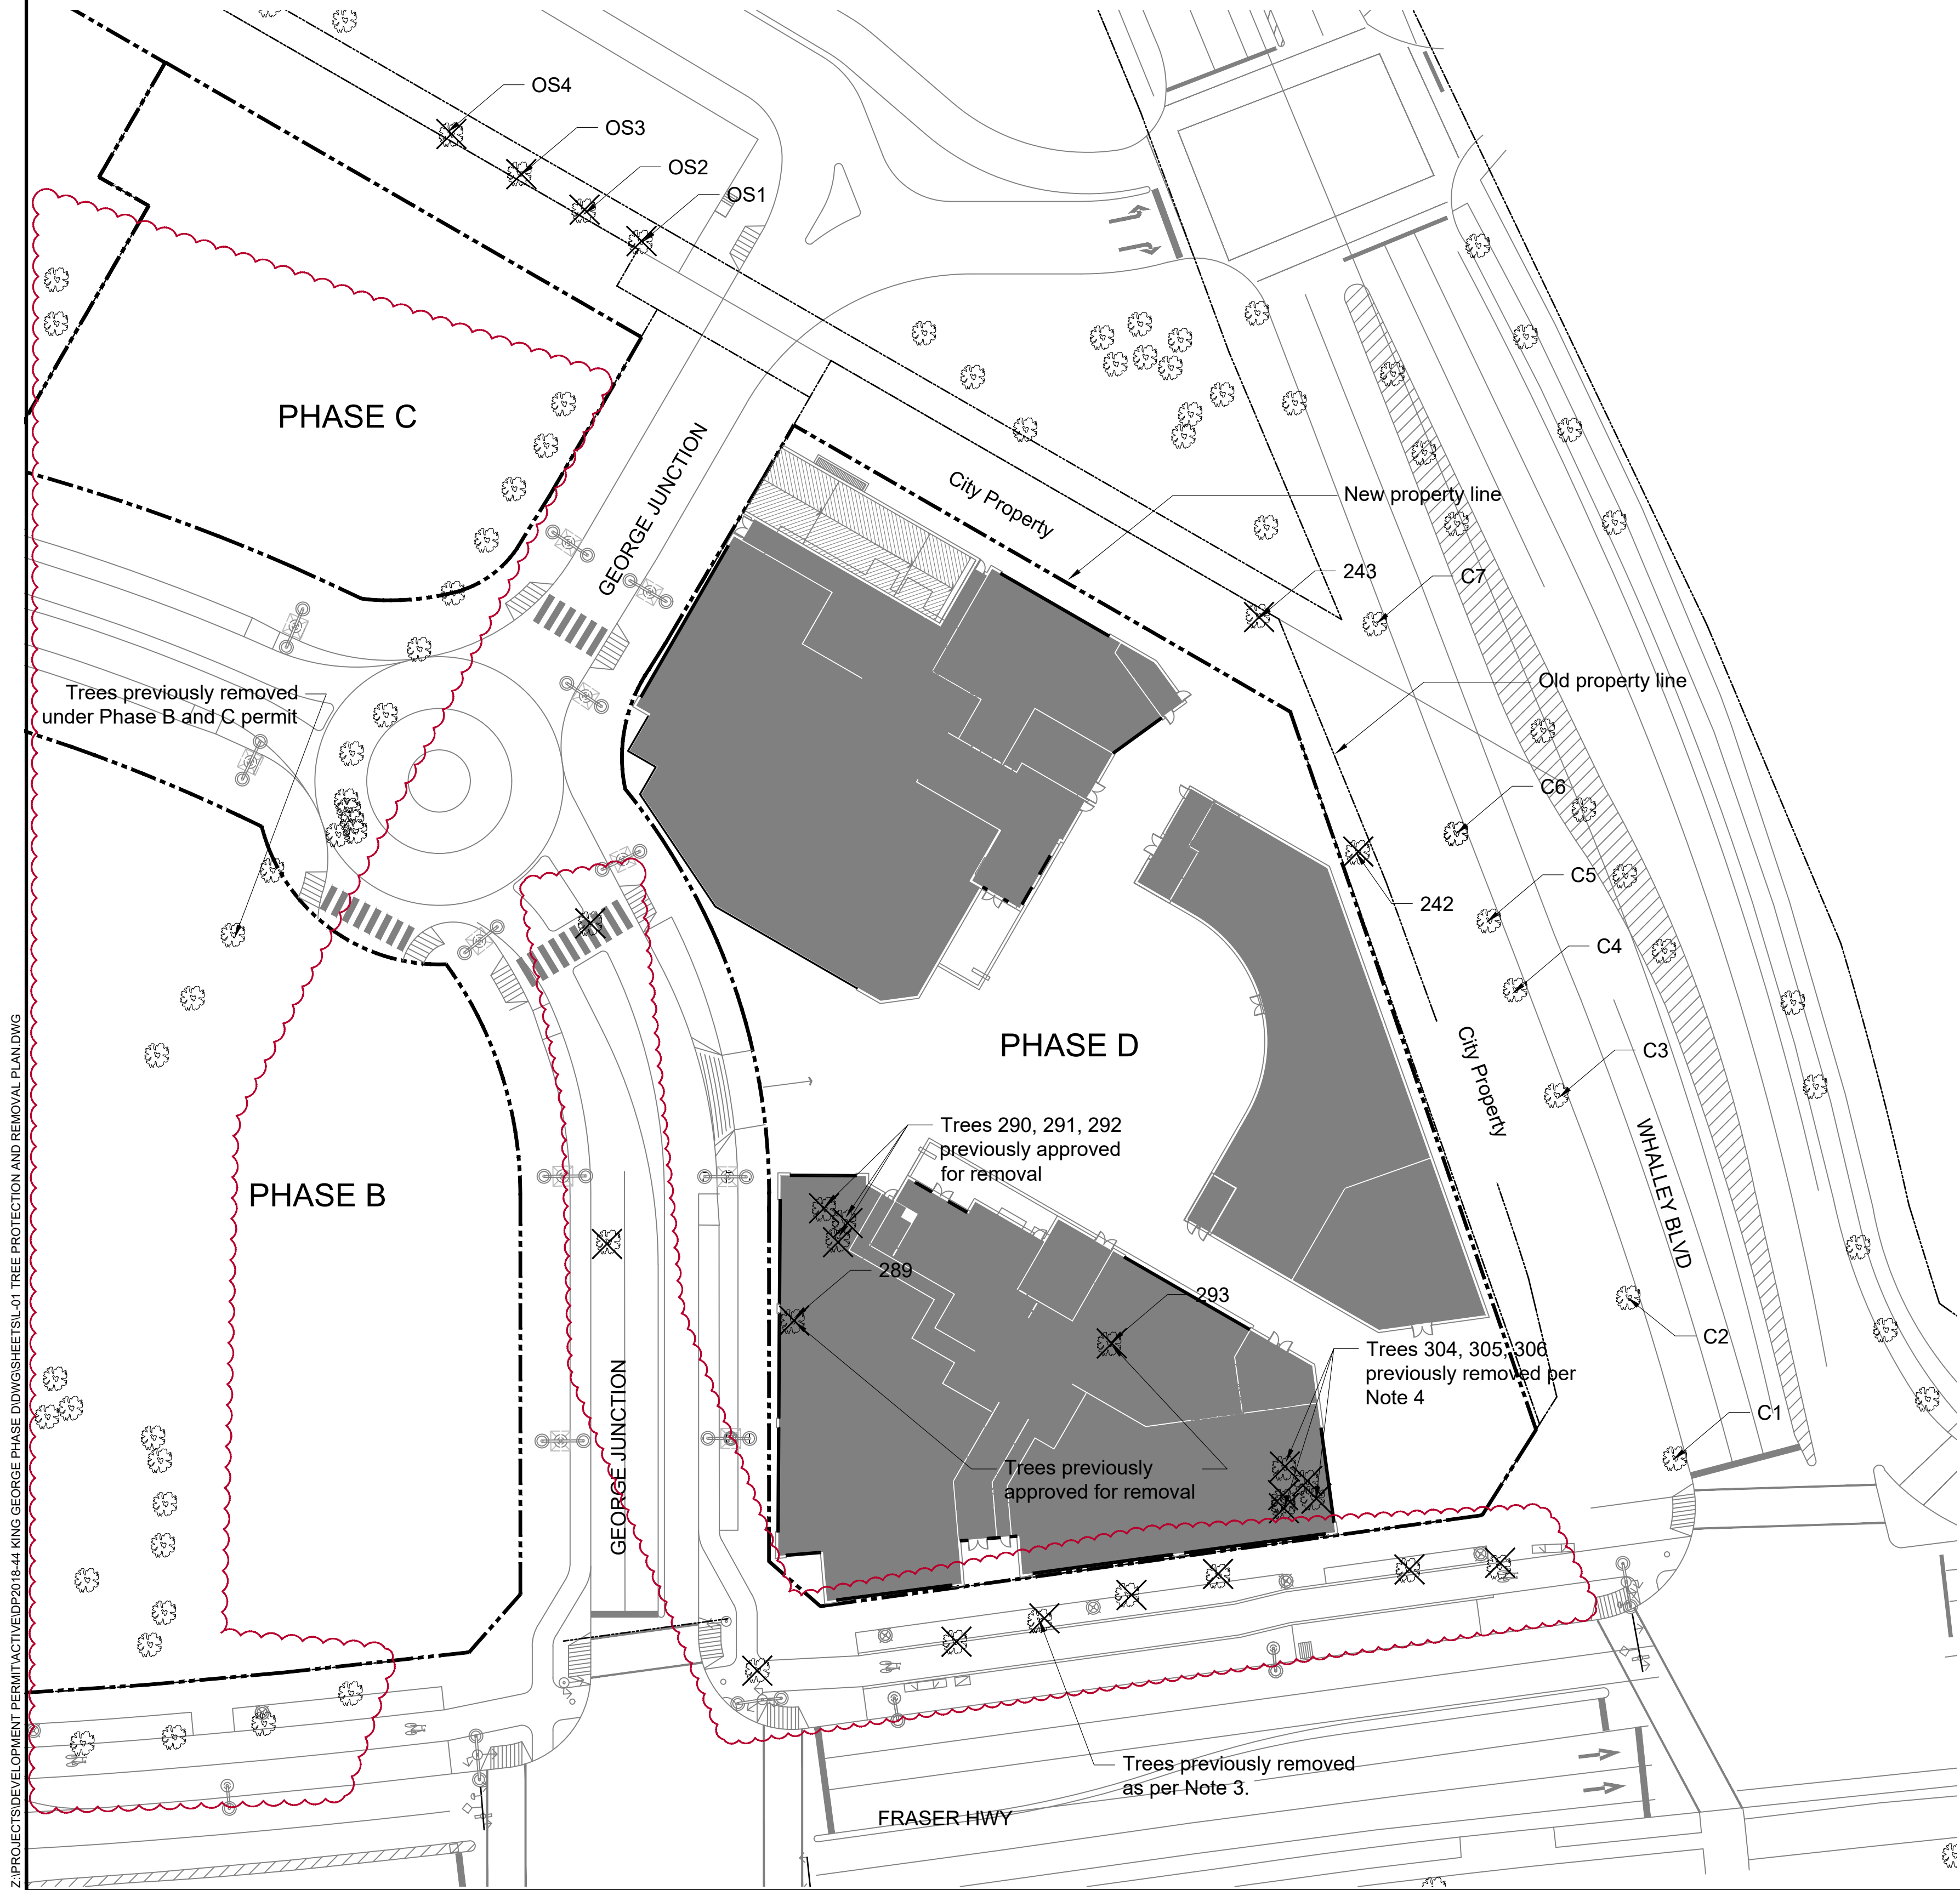 OS4
OS3
OS2
OS1
PHASE C
GEORGE JUNCTION
City Property
New property line
243
C7
Old property line
Trees previously removed
under Phase B and C permit
C6
C5
242
C4
PHASE D
C3
City Property
WHALLEY BLVD
Trees 290, 291, 292
previously approved
for removal
PHASE B
289
293
C2
Trees 304, 305, 306
previously removed per
Note 4
C1
GEORGE JUNCTION
Trees previously
approved for removal
Trees previously removed
as per Note 3.
FRASER HWY
Z:\PROJECTS\DEVELOPMENT PERMIT\ACTIVE\DP2018-44 KING GEORGE PHASE D\DWG\SHEETS\L-01 TREE PROTECTION AND REMOVAL PLAN.DWG